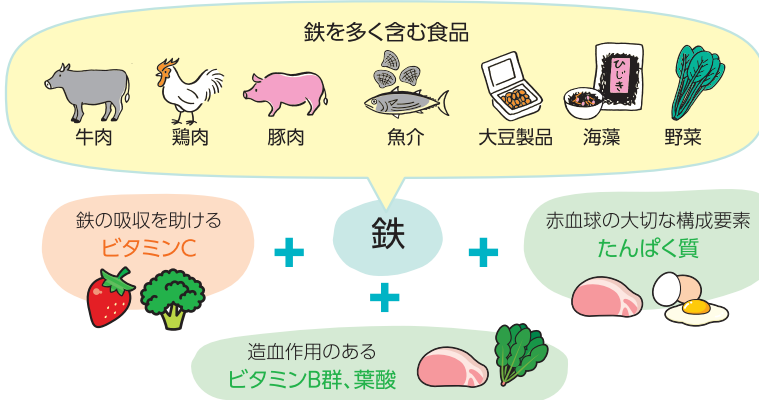 鉄を多く含む食品
ひじき
牛肉
鶏肉
豚肉
魚介
大豆製品
海藻
野菜
鉄の吸収を助ける
ビタミンC
鉄
赤血球の大切な構成要素
たんぱく質
造血作用のある
ビタミンB群、葉酸